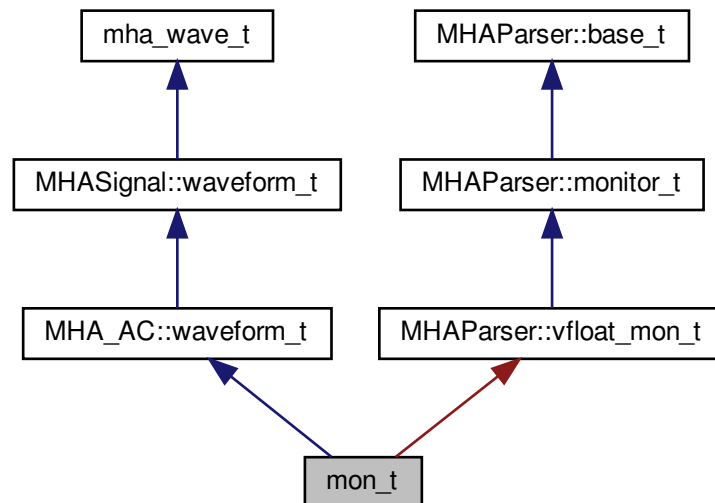 mha_wave_t
MHAParser::base_t
MHASignal::waveform_t
MHAParser::monitor_t
MHA_AC::waveform_t
MHAParser::vfloat_mon_t
mon_t